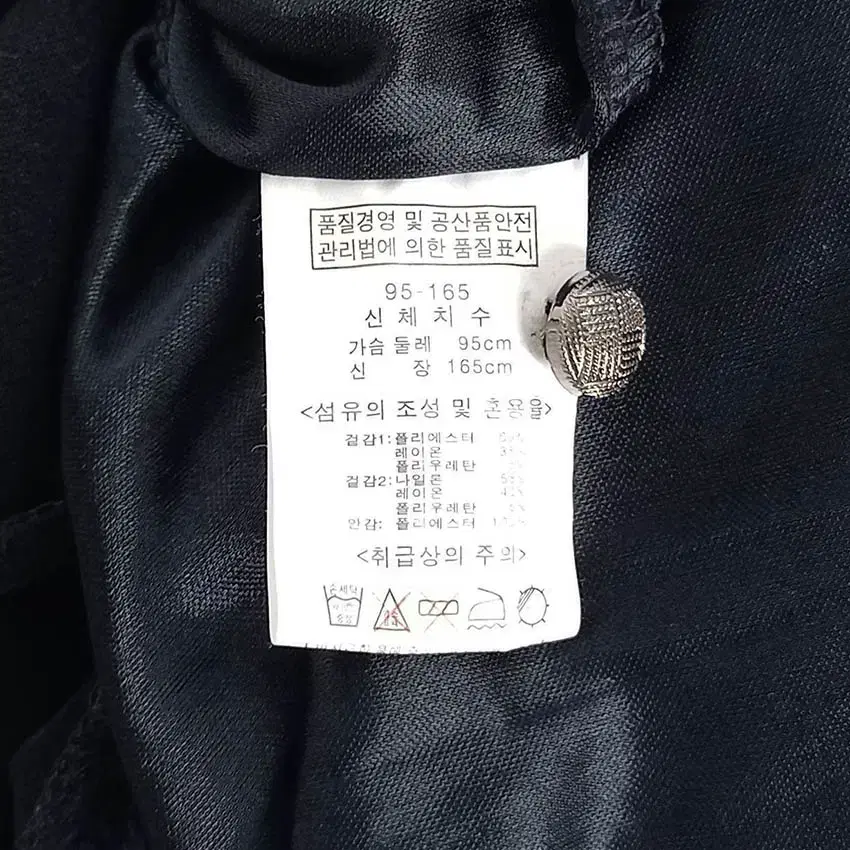 품질경영 및 공산품안전
관리법에 의한 품질표시
95-165
신 체 치 수
가슴 둘레 95cm
신 장 165cm
<섬유의 조성 및 혼용율>
겉감1: 폴리에스터
레이온
폴리우레탄
겉감2: 나일론
레이온
폴리우레탄
안감: 폴리에스터
<취급상의 주의>
손세탁